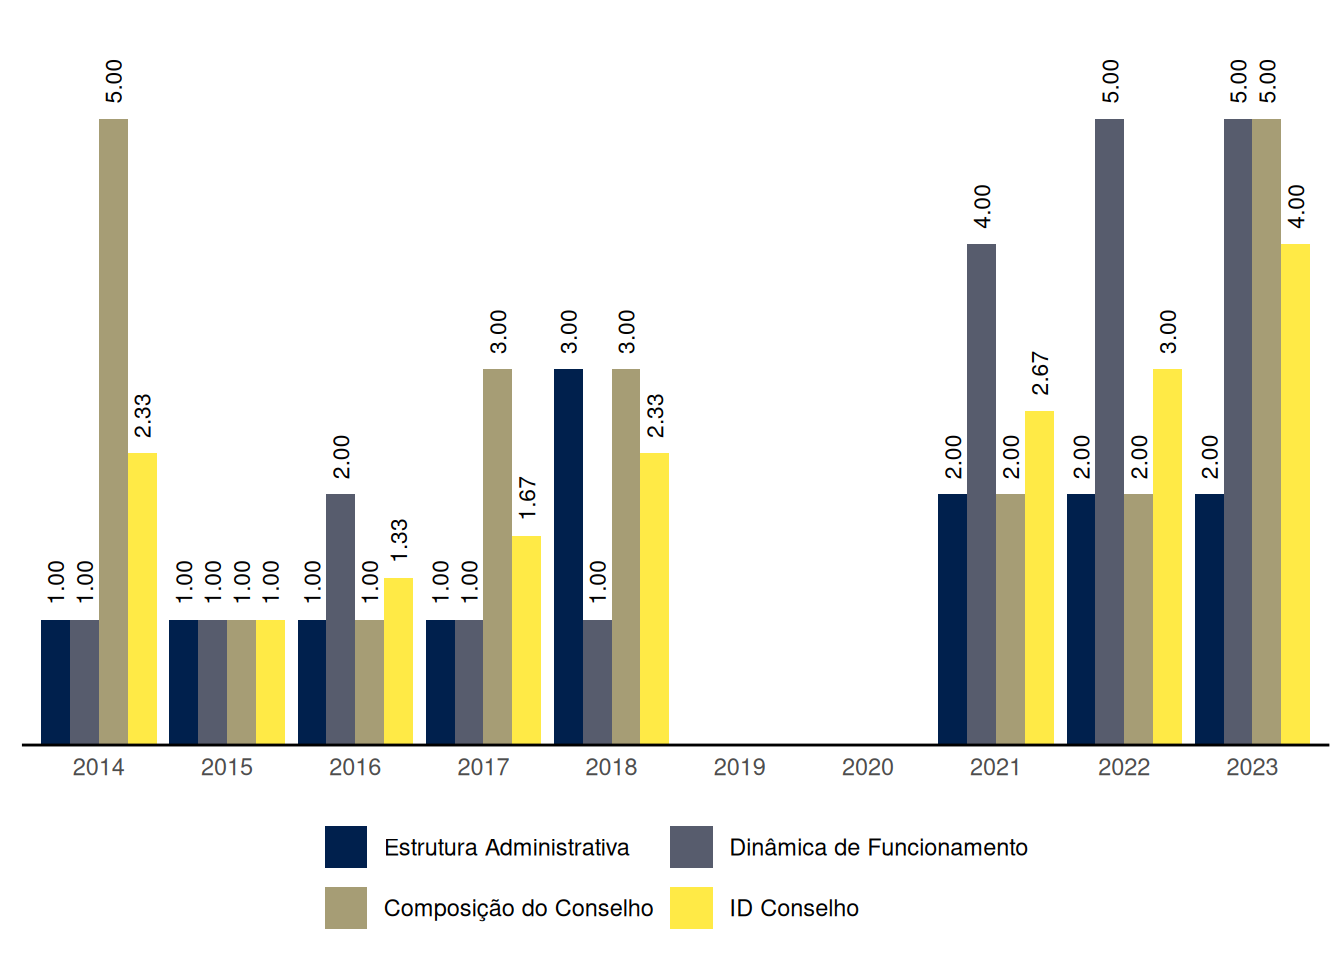 1.00 1.00 5.00 2.33 1.00 1.00 1.00 1.00 1.00 2.00 1.00 1.33 1.00 1.00 3.00 1.67 3.00 1.00 3.00 2.33 2.00 4.00 2.00 2.67 2.00 5.00 2.00 3.00 2.00 5.00 5.00 4.00
2014 2015 2016 2017 2018 2019 2020 2021 2022 2023
Estrutura Administrativa Dinâmica de Funcionamento
Composição do Conselho ID Conselho